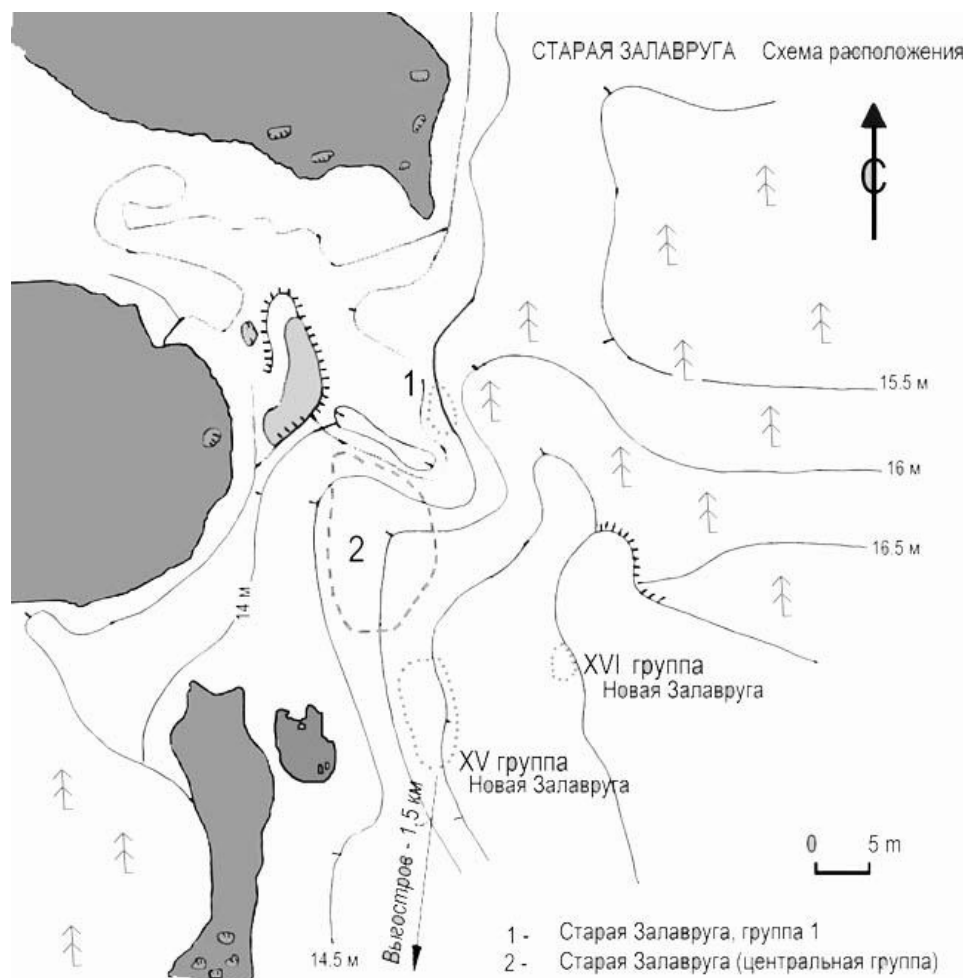 СТАРАЯ ЗАЛАВРУГА Схема расположения
С
1
15.5 м
16 м
2
16.5 м
14 м
XVI группа
Новая Залавруга
XV группа
Новая Залавруга
Выгостров - 1,5 км
0 5 m
14.5 м
1 - Старая Залавруга, группа 1
2 - Старая Залавруга (центральная группа)